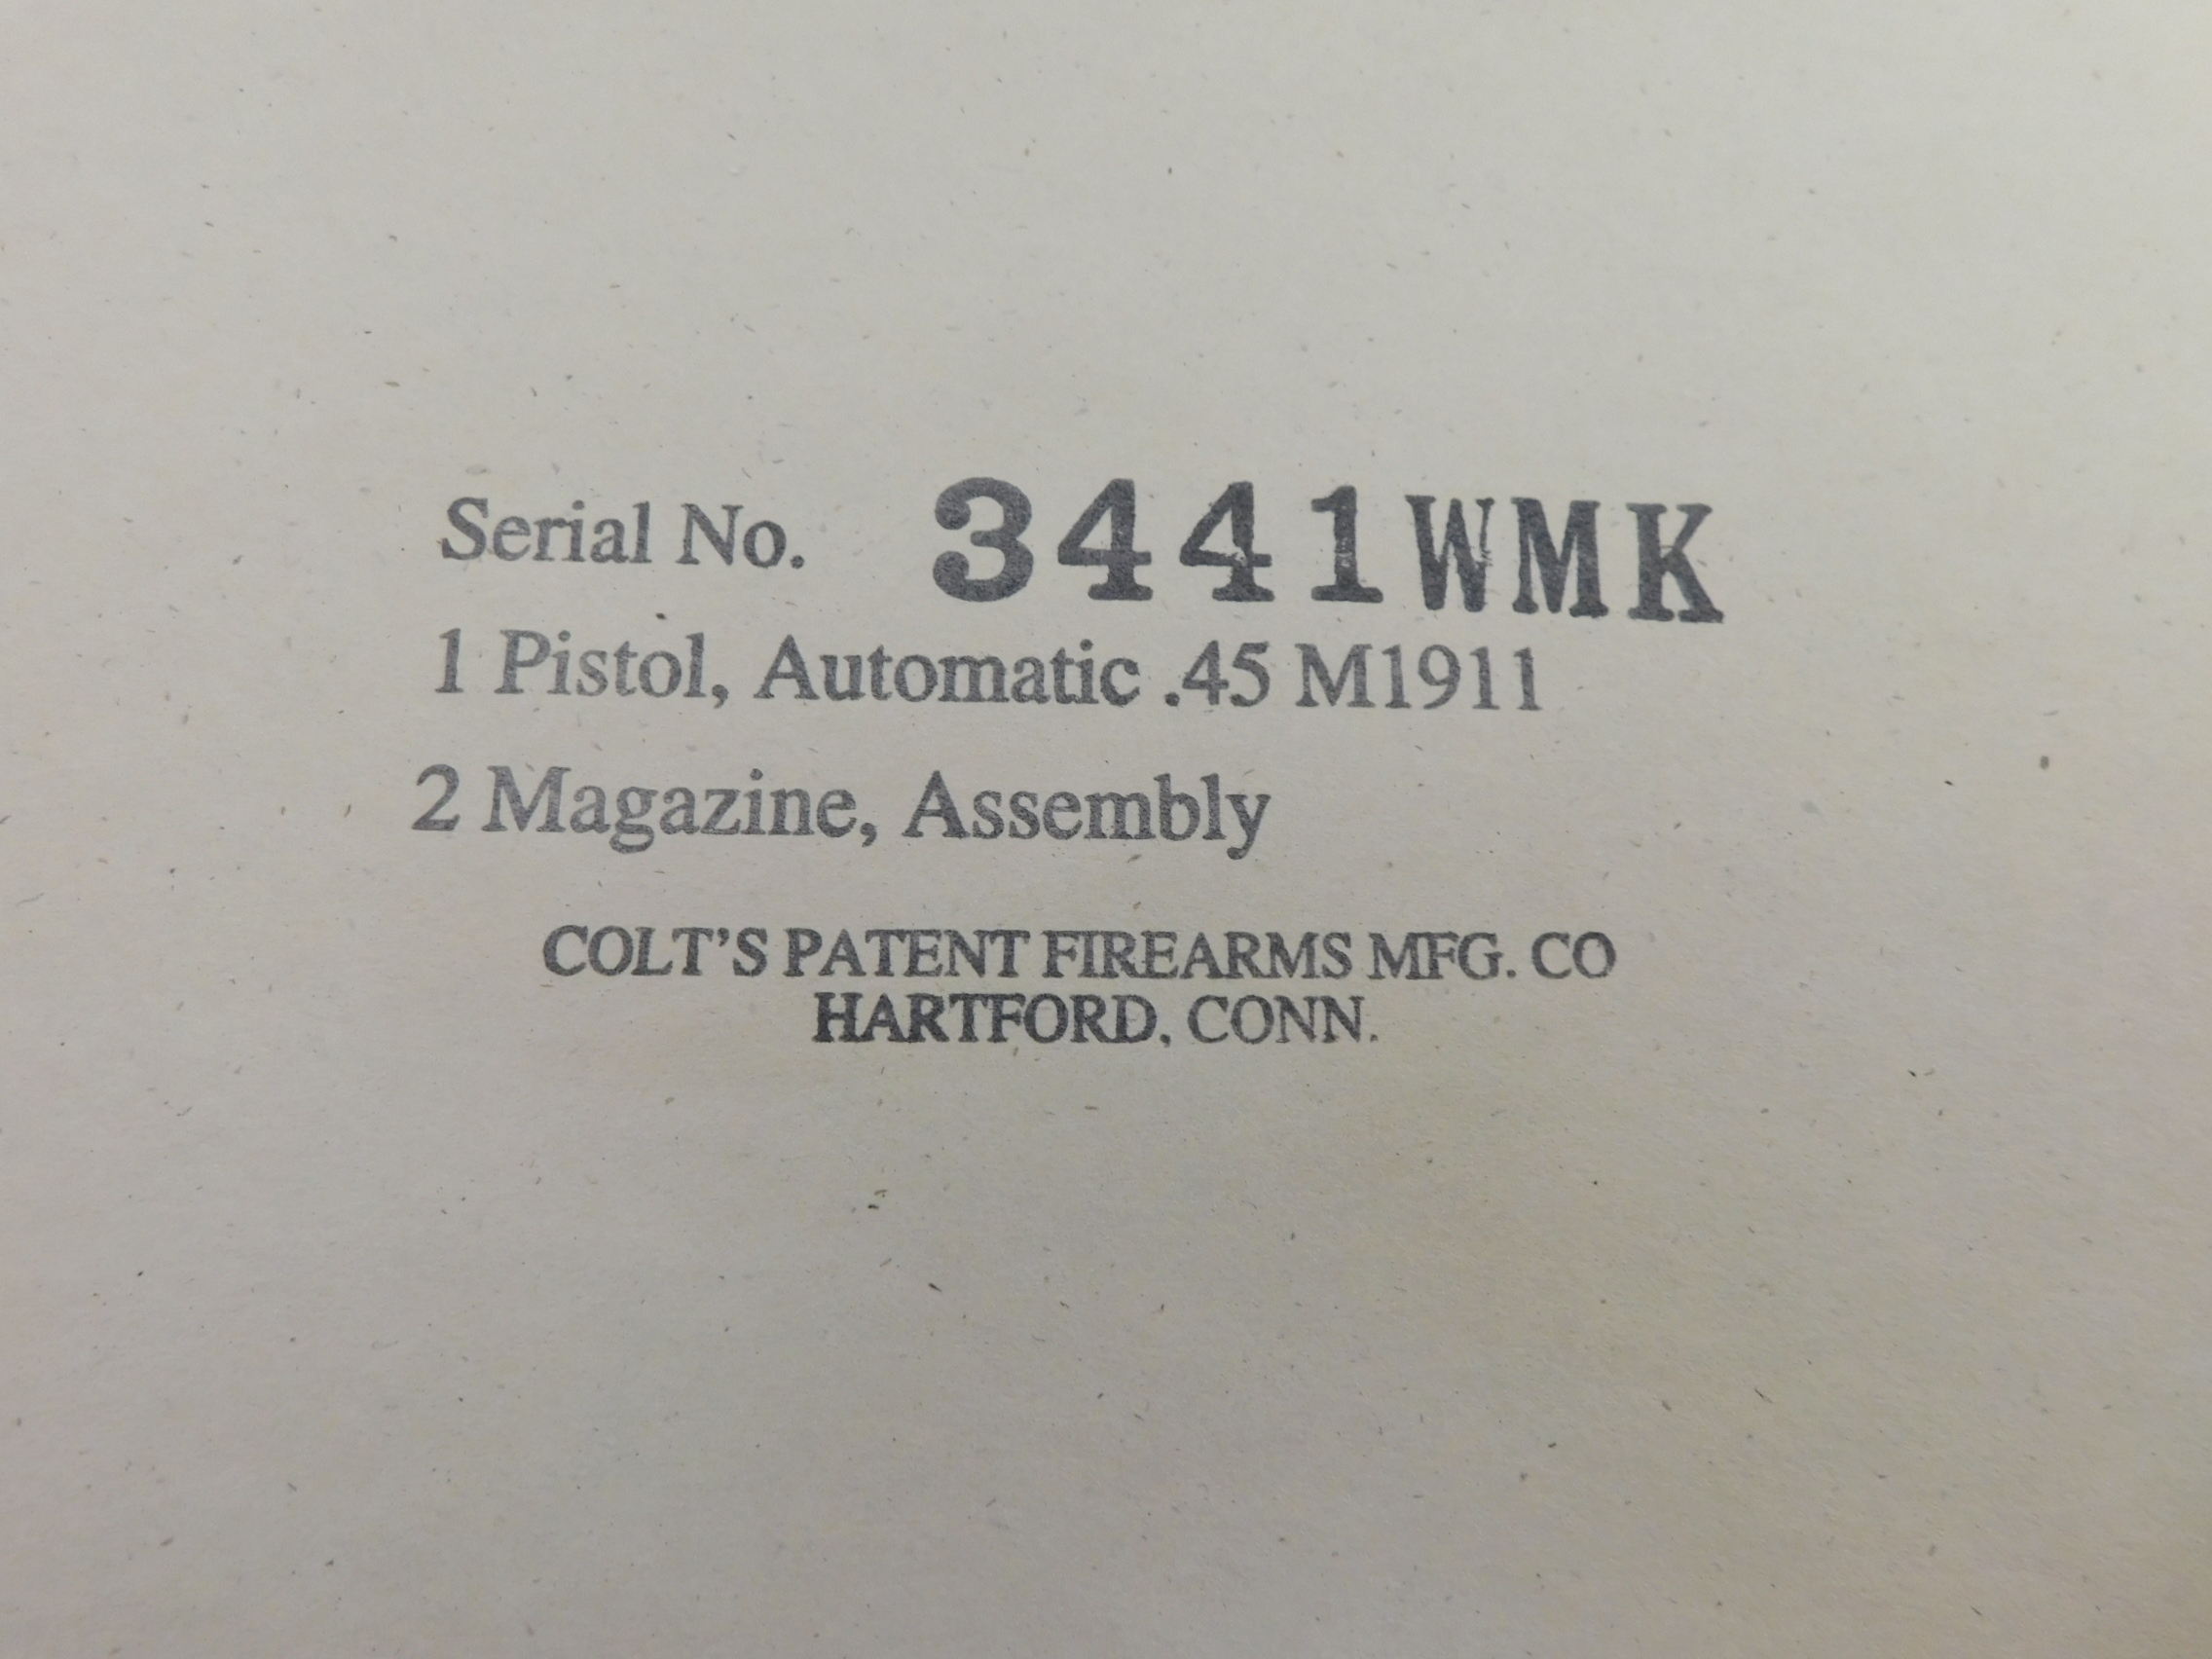 Serial No. 3441WMK
1 Pistol, Automatic .45 M1911
2 Magazine, Assembly
COLT'S PATENT FIREARMS MFG. CO
HARTFORD, CONN.